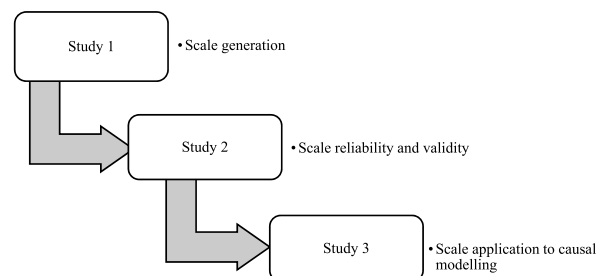 Study 1
• Scale generation
Study 2
• Scale reliability and validity
Study 3
• Scale application to causal
modelling